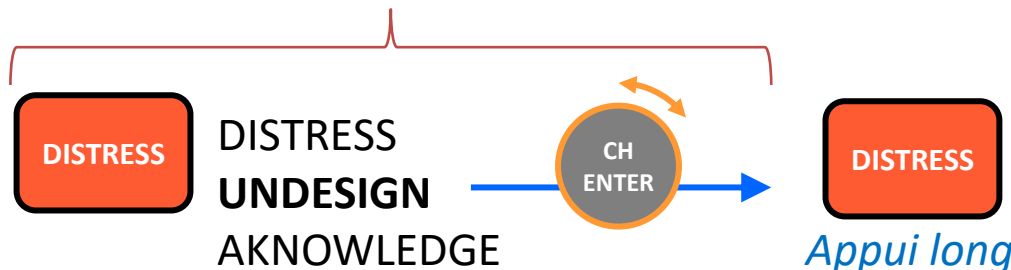 DISTRESS
DISTRESS
UNDESIGN
AKNOWLEDGE
CH
ENTER
DISTRESS
Appui long